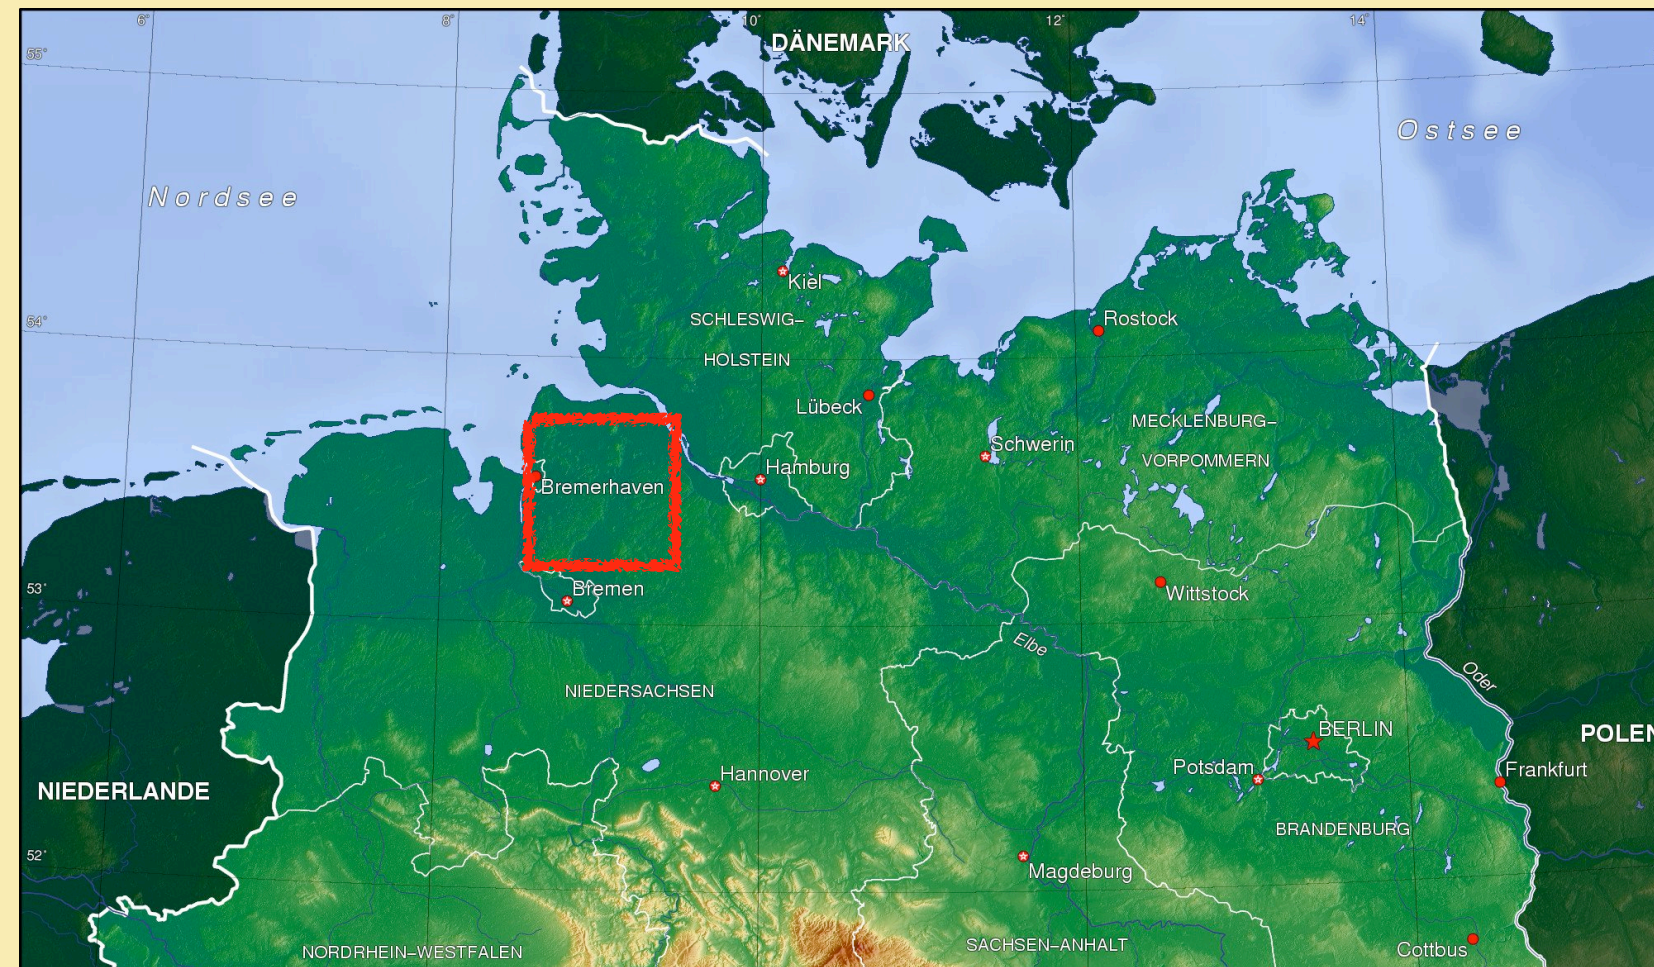 6° 8° 10° 12° 14°
55°
DÄNEMARK
Ostsee
Nordsee
Kiel
SCHLESWIG–
HOLSTEIN
Rostock
54°
Lübeck
MECKLENBURG–
VORPOMMERN
Schwerin
Hamburg
Bremerhaven
53°
Bremen
Wittstock
Elbe
Oder
NIEDERSACHSEN
BERLIN
POLEN
Potsdam
Frankfurt
Hannover
NIEDERLANDE
BRANDENBURG
52°
Magdeburg
NORDRHEIN–WESTFALEN
SACHSEN–ANHALT
Cottbus